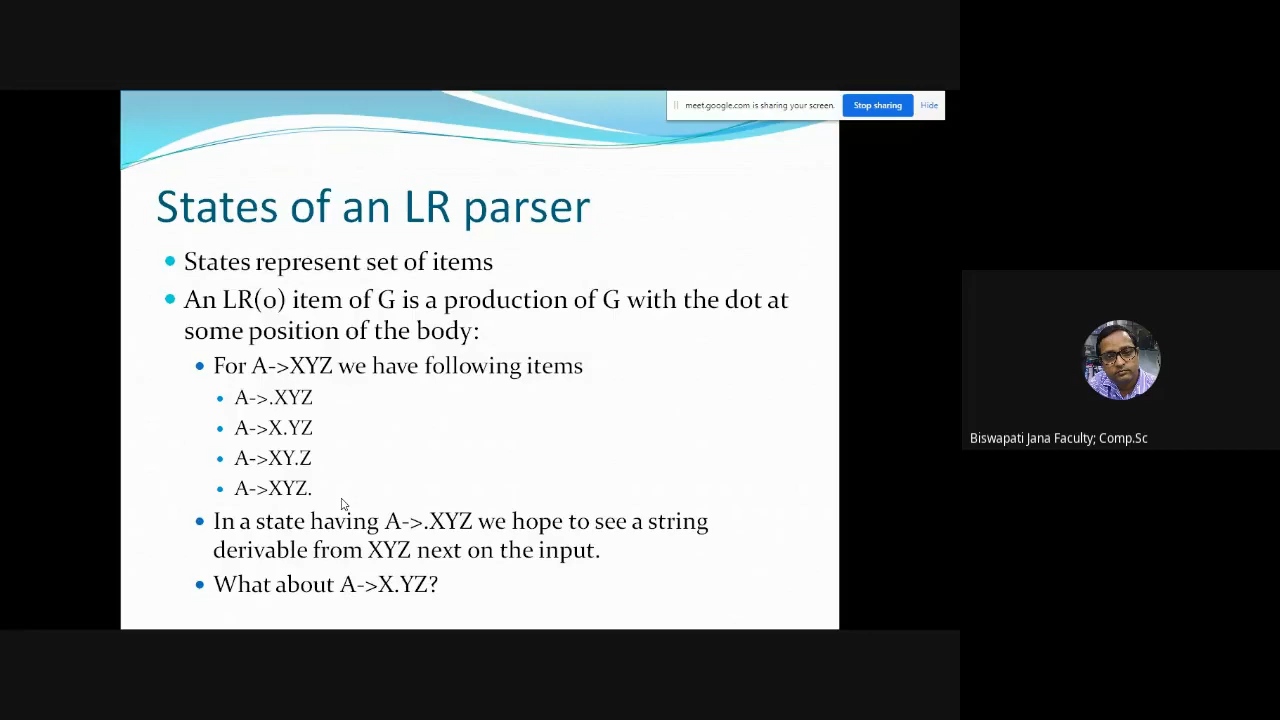 meet.google.com is sharing your screen.
Stop sharing
Hide
States of an LR parser
States represent set of items
An LR(0) item of G is a production of G with the dot at
some position of the body:
For A->XYZ we have following items
A->.XYZ
A->X.YZ
A->XY.Z
A->XYZ.
In a state having A->.XYZ we hope to see a string
derivable from XYZ next on the input.
What about A->X.YZ?
Biswapati Jana Faculty; Comp.Sc